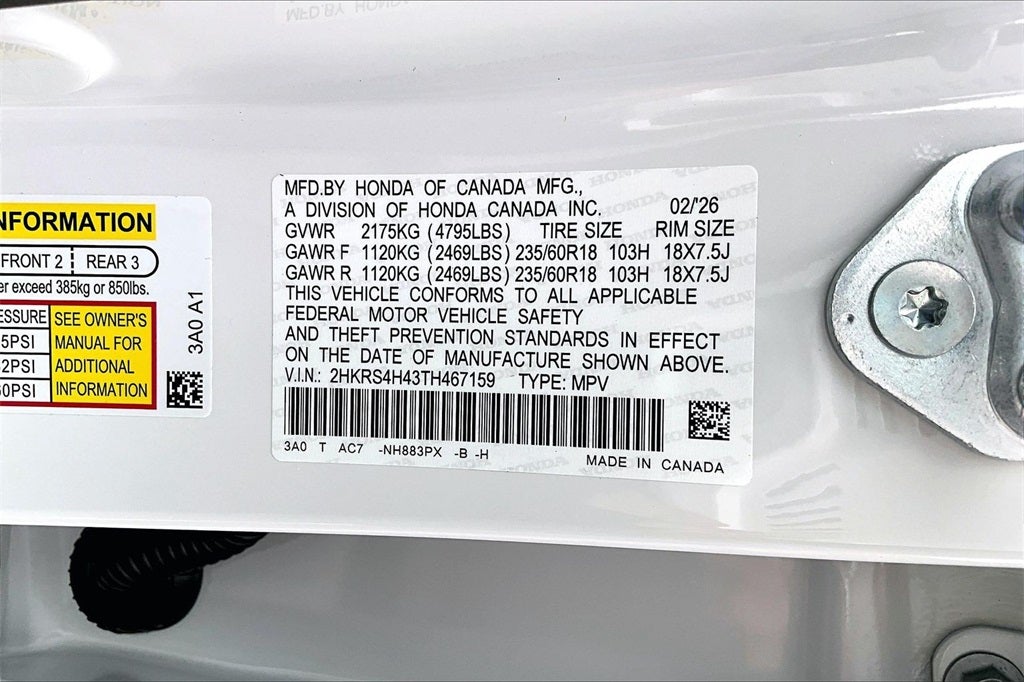 NFORMATION
FRONT 2 REAR 3
er exceed 385kg or 850lbs.
ESSURE
5PSI
2PSI
0PSI
SEE OWNER'S
MANUAL FOR
ADDITIONAL
INFORMATION
3A0 A1
MFD.BY HONDA
MFD.BY HONDA OF CANADA MFG.,
A DIVISION OF HONDA CANADA INC. 02/'26
GVWR 2175KG (4795LBS) TIRE SIZE RIM SIZE
GAWR F 1120KG (2469LBS) 235/60R18 103H 18X7.5J
GAWR R 1120KG (2469LBS) 235/60R18 103H 18X7.5J
THIS VEHICLE CONFORMS TO ALL APPLICABLE
FEDERAL MOTOR VEHICLE SAFETY
AND THEFT PREVENTION STANDARDS IN EFFECT
ON THE DATE OF MANUFACTURE SHOWN ABOVE.
V.I.N.: 2HKRS4H43TH467159 TYPE: MPV
3A0 T AC7 -NH883PX -B -H
MADE IN CANADA